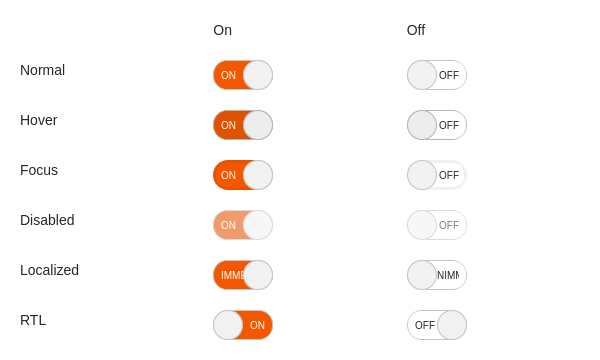 On Off
Normal ON OFF
Hover ON OFF
Focus ON OFF
Disabled ON OFF
Localized
RTL ON OFF